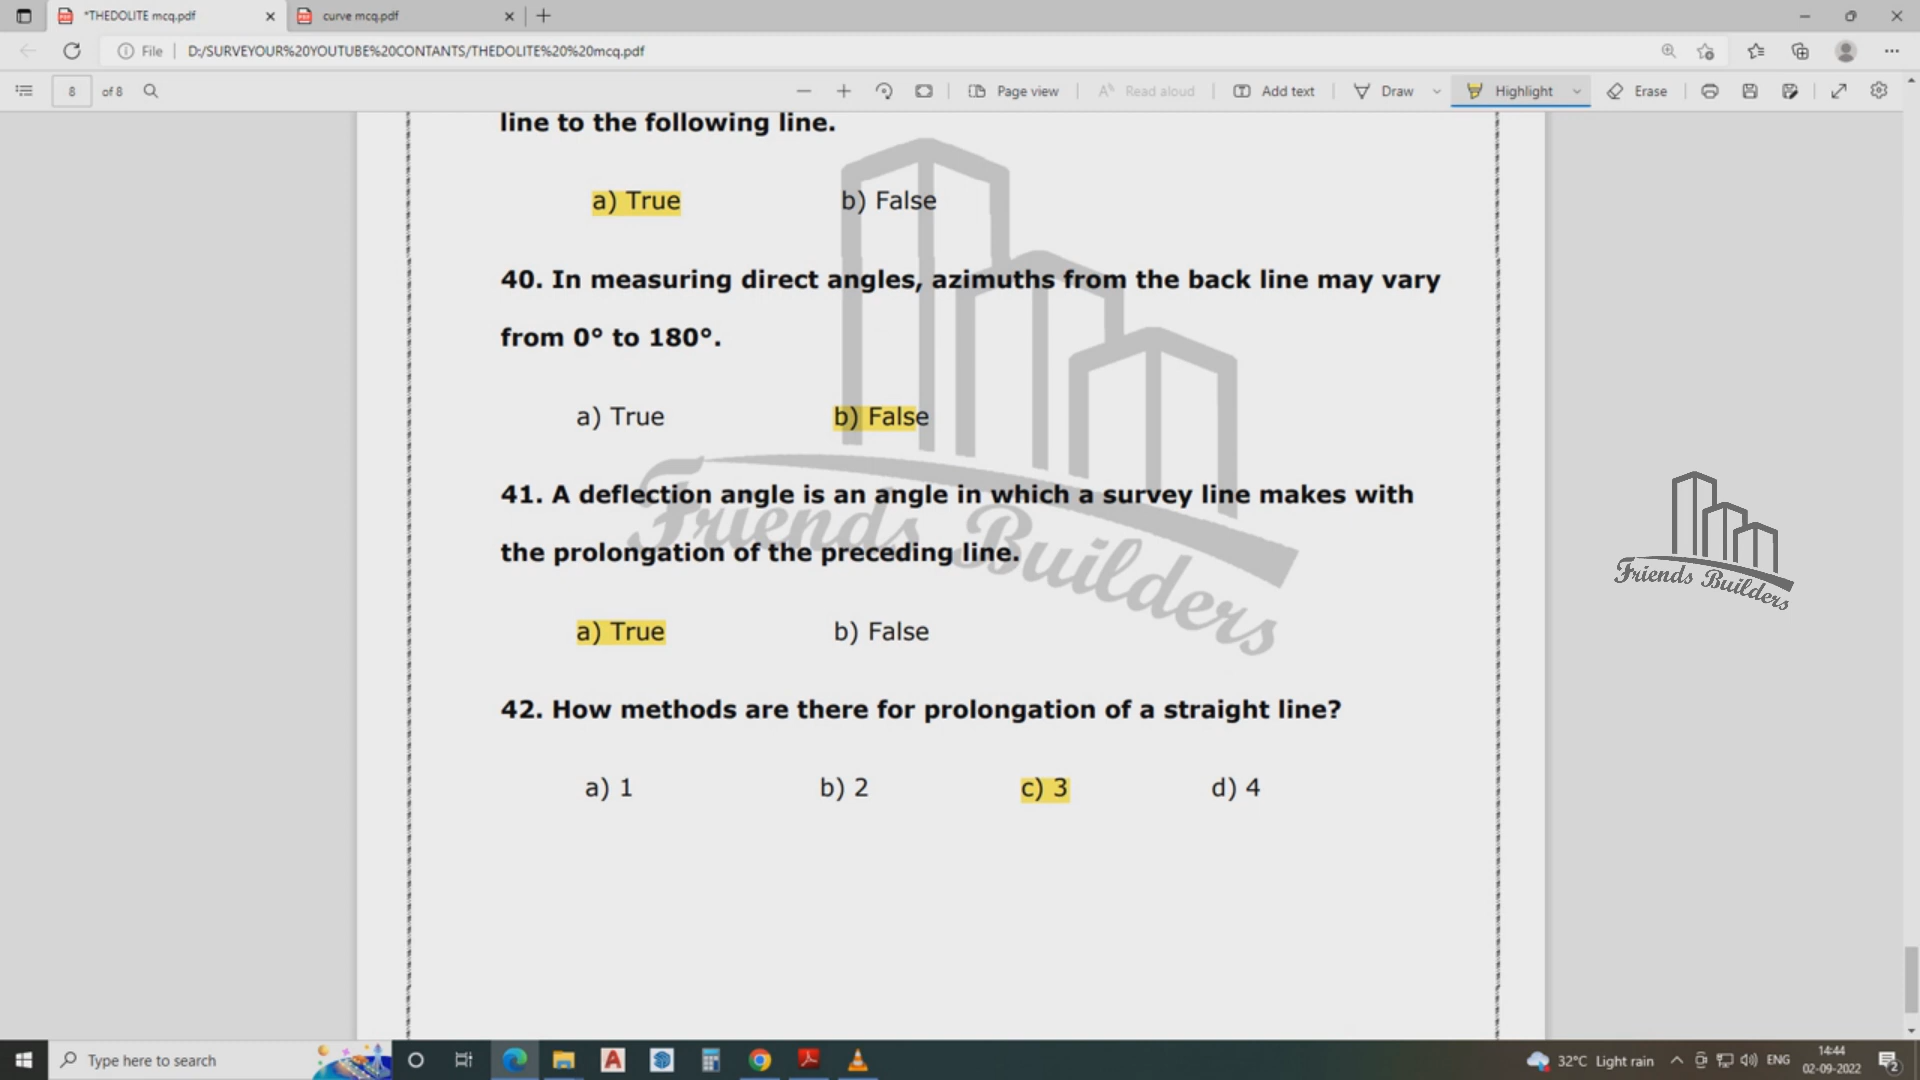 *THEDOLITE mcq.pdf
curve mcq.pdf
File
D:/SURVEYOUR%20YOUTUBE%20CONTANTS/THEDOLITE%20%20mcq.pdf
8 of 8
Page view
Read aloud
Add text
Draw
Highlight
Erase
line to the following line.
a) True b) False
40. In measuring direct angles, azimuths from the back line may vary
from 0° to 180°.
a) True b) False
41. A deflection angle is an angle in which a survey line makes with
the prolongation of the preceding line.
a) True b) False
42. How methods are there for prolongation of a straight line?
a) 1 b) 2 c) 3 d) 4
Friends Builders
Friends Builders
Type here to search
32°C Light rain
ENG
14:44
02-09-2022
2